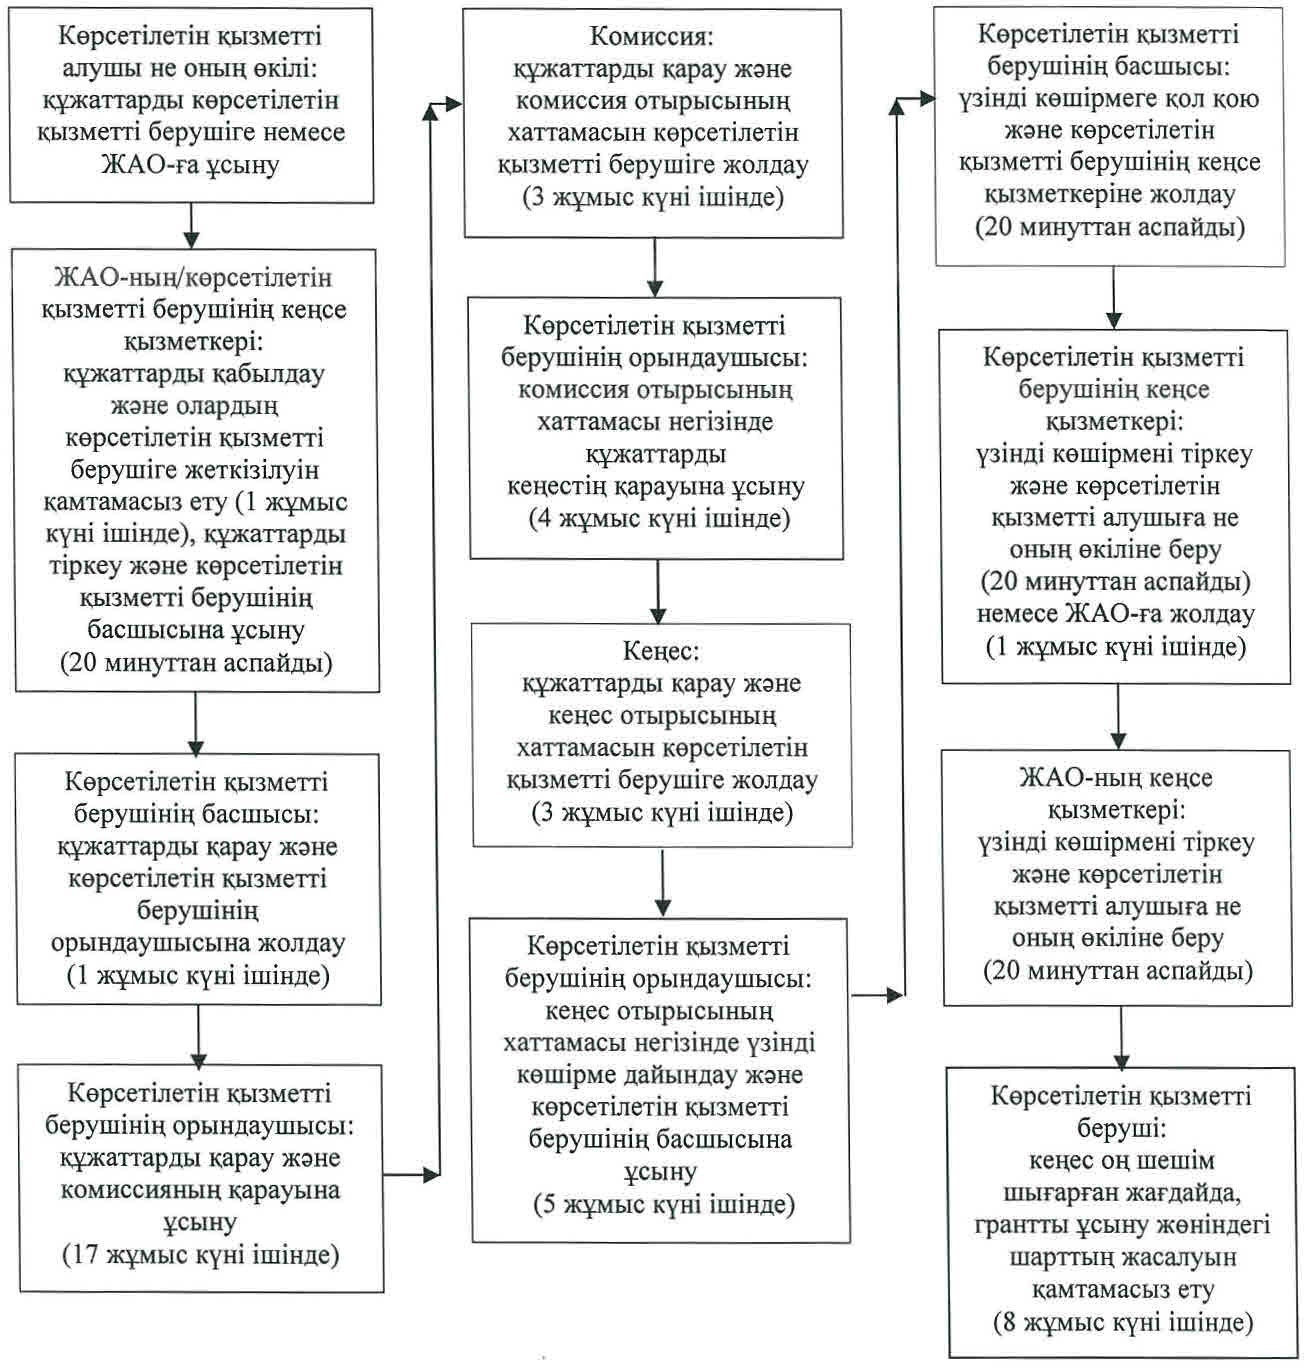 Көрсетілетін қызметті
алушы не оның өкілі:
құжаттарды көрсетілетін
қызметті берушіге немесе
ЖАО-ға ұсыну
ЖАО-ның/көрсетілетін
қызметті берушінің кеңсе
қызметкері:
құжаттарды қабылдау
және олардың
көрсетілетін қызметті
берушіге жеткізілуін
қамтамасыз ету (1 жұмыс
күні ішінде), құжаттарды
тіркеу және көрсетілетін
қызметті берушінің
басшысына ұсыну
(20 минуттан аспайды)
Көрсетілетін қызметті
берушінің басшысы:
құжаттарды қарау және
көрсетілетін қызметті
берушінің
орындаушысына жолдау
(1 жұмыс күні ішінде)
Көрсетілетін қызметті
берушінің орындаушысы:
құжаттарды қарау және
комиссияның қарауына
ұсыну
(17 жұмыс күні ішінде)
Комиссия:
құжаттарды қарау және
комиссия отырысының
хаттамасын көрсетілетін
қызметті берушіге жолдау
(3 жұмыс күні ішінде)
Көрсетілетін қызметті
берушінің орындаушысы:
комиссия отырысының
хаттамасы негізінде
құжаттарды
кеңестің қарауына ұсыну
(4 жұмыс күні ішінде)
Кеңес:
құжаттарды қарау және
кеңес отырысының
хаттамасын көрсетілетін
қызметті берушіге жолдау
(3 жұмыс күні ішінде)
Көрсетілетін қызметті
берушінің орындаушысы:
кеңес отырысының
хаттамасы негізінде үзінді
көшірме дайындау және
көрсетілетін қызметті
берушінің басшысына
ұсыну
(5 жұмыс күні ішінде)
Көрсетілетін қызметті
берушінің басшысы:
үзінді көшірмеге қол қою
және көрсетілетін
қызметті берушінің кеңсе
қызметкеріне жолдау
(20 минуттан аспайды)
Көрсетілетін қызметті
берушінің кеңсе
қызметкері:
үзінді көшірмені тіркеу
және көрсетілетін
қызметті алушыға не
оның өкіліне беру
(20 минуттан аспайды)
немесе ЖАО-ға жолдау
(1 жұмыс күні ішінде)
ЖАО-ның кеңсе
қызметкері:
үзінді көшірмені тіркеу
және көрсетілетін
қызметті алушыға не
оның өкіліне беру
(20 минуттан аспайды)
Көрсетілетін қызметті
беруші:
кеңес оң шешім
шығарған жағдайда,
грантты ұсыну жөніндегі
шарттың жасалуын
қамтамасыз ету
(8 жұмыс күні ішінде)